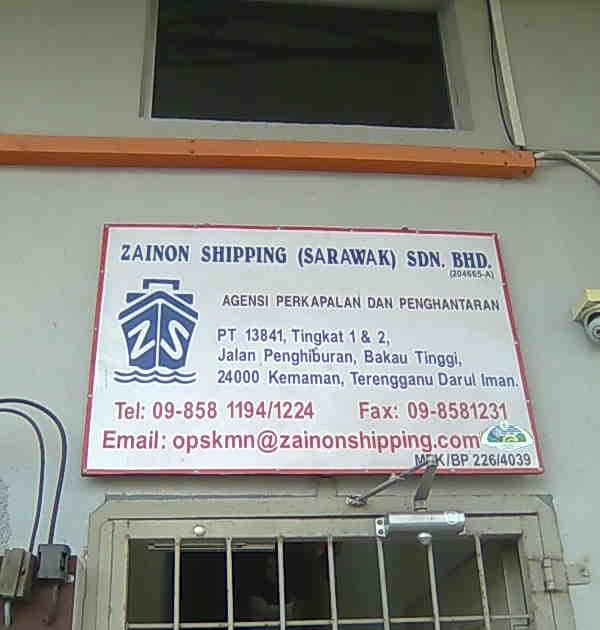 ZAINON SHIPPING (SARAWAK) SDN. BHD.
(204665-A)
ZS
AGENSI PERKAPALAN DAN PENGHANTARAN
PT 13841, Tingkat 1 & 2,
Jalan Penghiburan, Bakau Tinggi,
24000 Kemaman, Terengganu Darul Iman.
Tel: 09-858 1194/1224 Fax: 09-8581231
Email: opskmn@zainonshipping.com
MPK/BP 226/4039